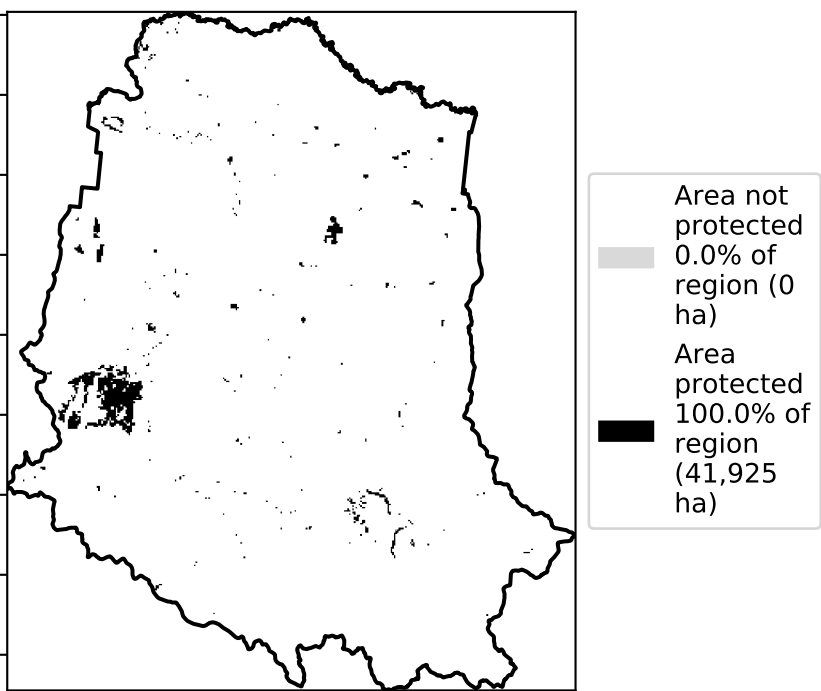 Area not
protected
0.0% of
region (0
ha)
Area
protected
100.0% of
region
(41,925
ha)